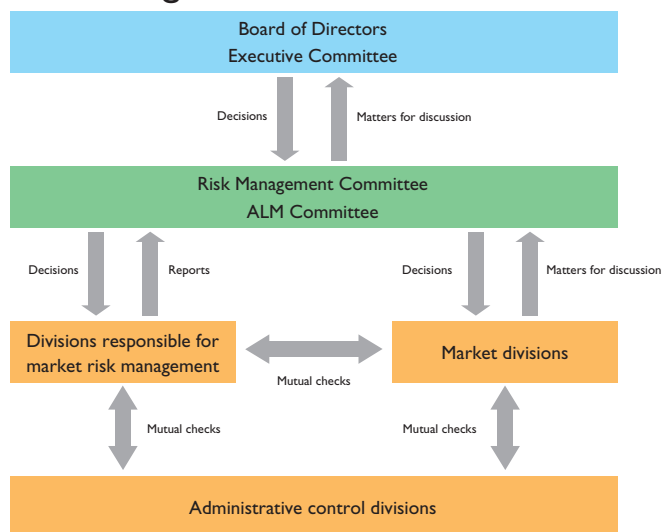 Board of Directors
Executive Committee
Decisions
Matters for discussion
Risk Management Committee
ALM Committee
Decisions
Reports
Decisions
Matters for discussion
Divisions responsible for
market risk management
Mutual checks
Market divisions
Mutual checks
Mutual checks
Administrative control divisions